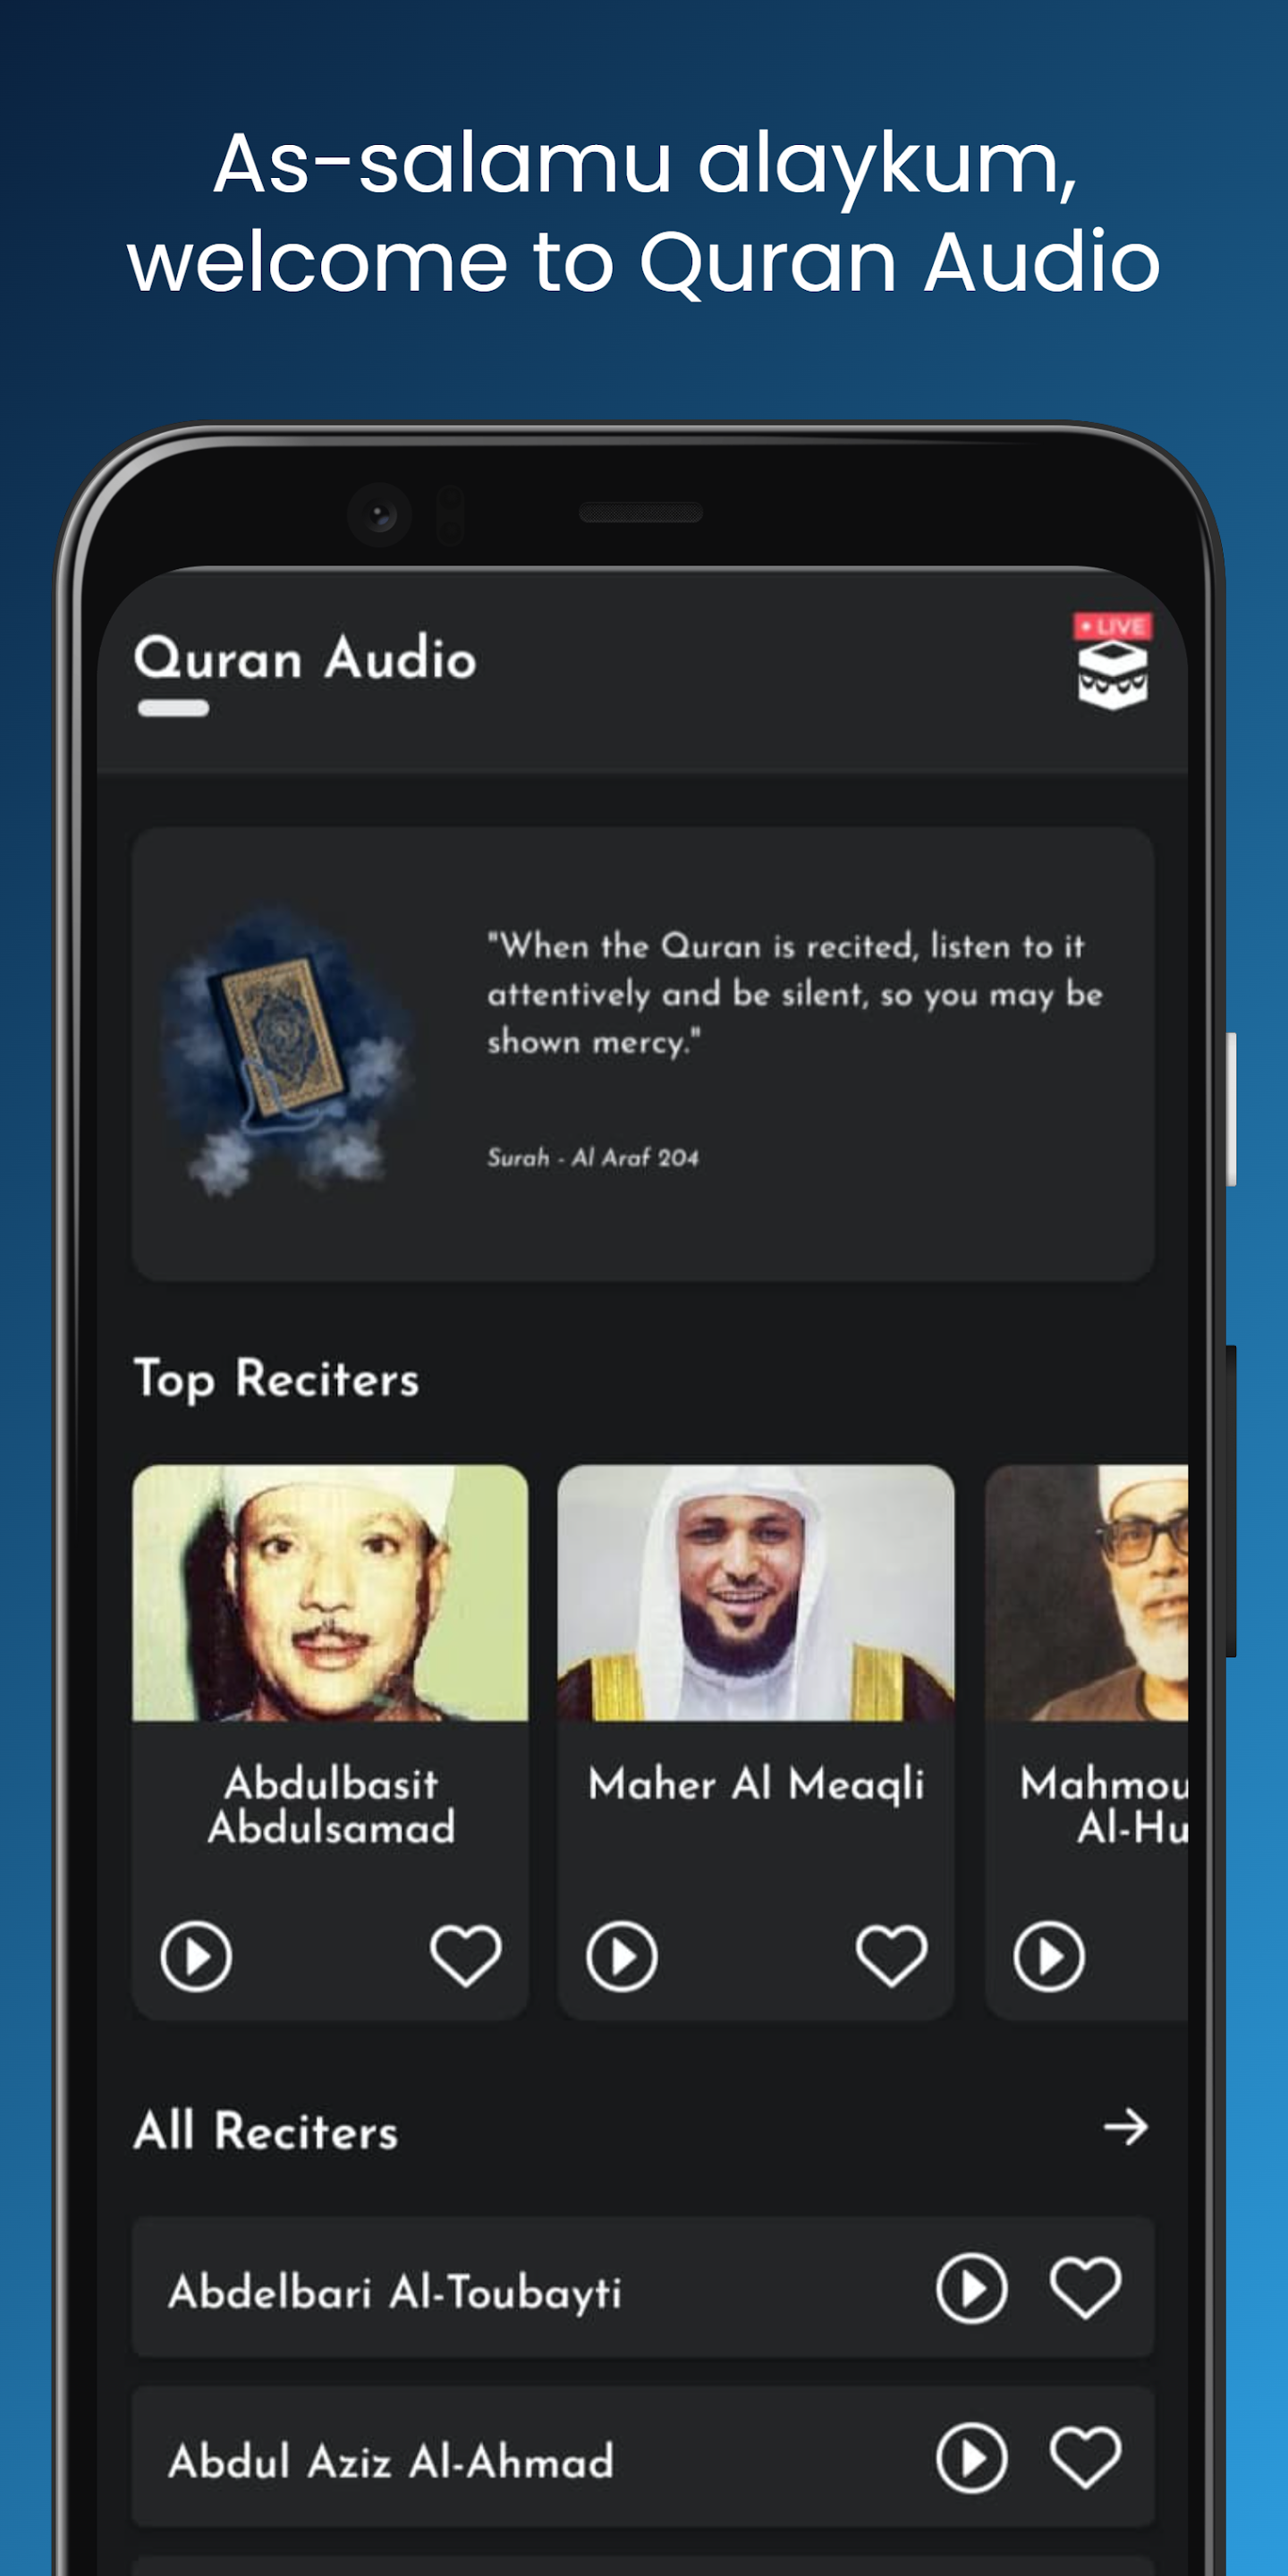 As-salamu alaykum,
welcome to Quran Audio
Quran Audio
• LIVE
"When the Quran is recited, listen to it
attentively and be silent, so you may be
shown mercy."
Surah - Al Araf 204
Top Reciters
Abdulbasit
Abdulsamad
Maher Al Meaqli
Mahmou
Al-Hu
All Reciters
Abdelbari Al-Toubayti
Abdul Aziz Al-Ahmad